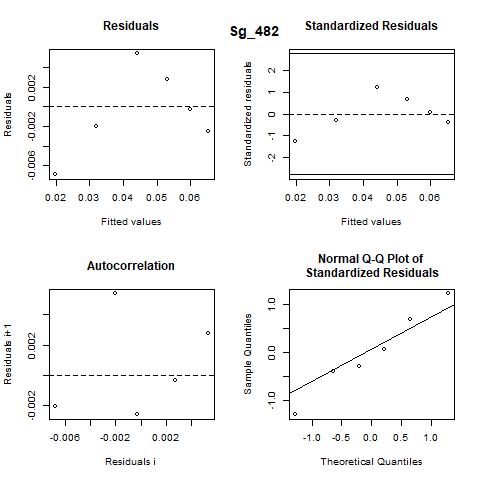 Sg_482
Residuals
Residuals
0.002
-0.002
-0.006
0.02 0.03 0.04 0.05 0.06
Fitted values
Standardized Residuals
Standardized residuals
2
1
0
-1
-2
0.02 0.03 0.04 0.05 0.06
Fitted values
Autocorrelation
Residuals i+1
0.002
-0.002
-0.006 -0.002 0.002
Residuals i
Normal Q-Q Plot of
Standardized Residuals
Sample Quantiles
1.0
0.0
-1.0
-1.0 -0.5 0.0 0.5 1.0
Theoretical Quantiles